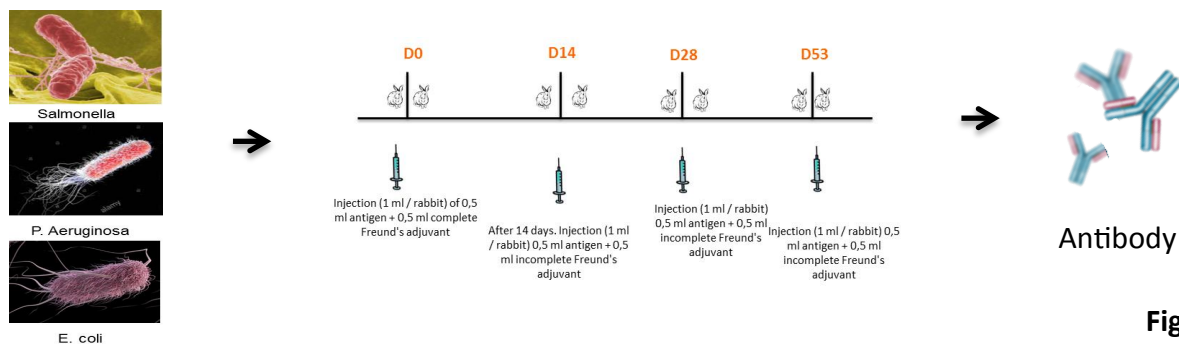 Salmonella
P. Aeruginosa
E. coli
D0
D14
D28
D53
Injection (1 ml / rabbit) of 0,5
ml antigen + 0,5 ml complete
Freund's adjuvant
After 14 days. Injection (1 ml
/ rabbit) 0,5 ml antigen + 0,5
ml incomplete Freund's
adjuvant
Injection (1 ml / rabbit)
0,5 ml antigen + 0,5 ml
incomplete Freund's
adjuvant
Injection (1 ml / rabbit) 0,5
ml antigen + 0,5 ml
incomplete Freund's
adjuvant
Antibody
Fig
alamy